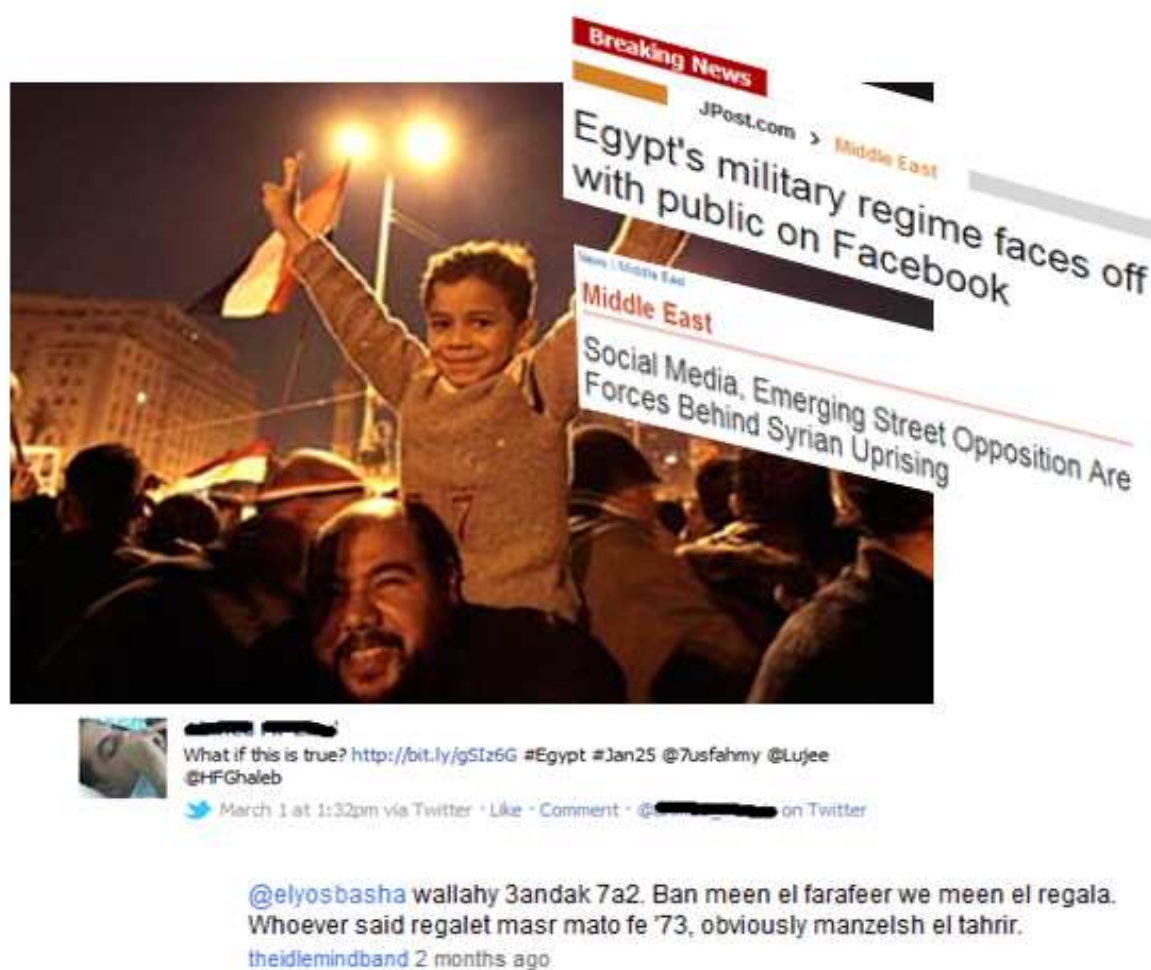 Breaking News
JPost.com > Middle East
Egypt's military regime faces off
with public on Facebook
News | Middle East
Middle East
Social Media, Emerging Street Opposition Are
Forces Behind Syrian Uprising
7
What if this is true? http://bit.ly/gSIz6G #Egypt #Jan25 @7usfahmy @Lujee
@HFGhaleb
March 1 at 1:32pm via Twitter · Like · Comment · @ on Twitter
@elyosbasha wallahy 3andak 7a2. Ban meen el farafeer we meen el regala.
Whoever said regalet masr mato fe '73, obviously manzelsh el tahrir.
theidlemindband 2 months ago